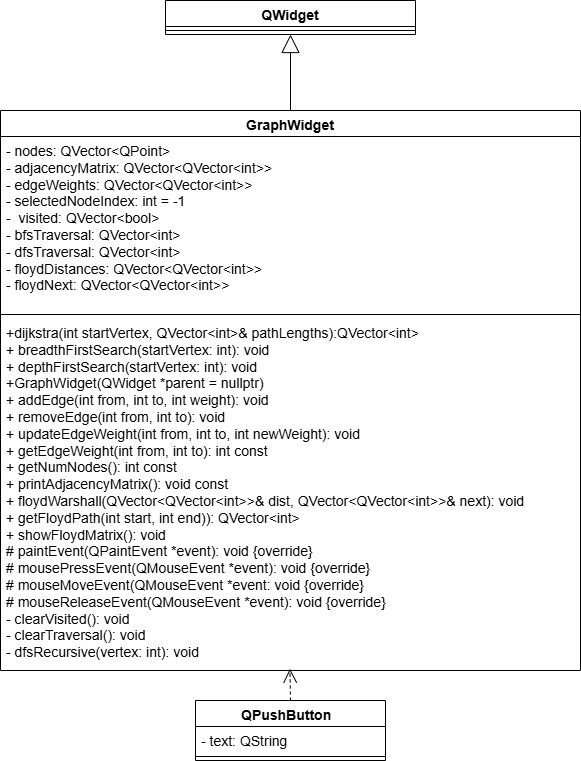 QWidget
GraphWidget
- nodes: QVector<QPoint>
- adjacencyMatrix: QVector<QVector<int>>
- edgeWeights: QVector<QVector<int>>
- selectedNodeIndex: int = -1
-  visited: QVector<bool>
- bfsTraversal: QVector<int>
- dfsTraversal: QVector<int>
- floydDistances: QVector<QVector<int>>
- floydNext: QVector<QVector<int>>
+dijkstra(int startVertex, QVector<int>& pathLengths):QVector<int>
+ breadthFirstSearch(startVertex: int): void
+ depthFirstSearch(startVertex: int): void
+GraphWidget(QWidget *parent = nullptr)
+ addEdge(int from, int to, int weight): void
+ removeEdge(int from, int to): void
+ updateEdgeWeight(int from, int to, int newWeight): void
+ getEdgeWeight(int from, int to): int const
+ getNumNodes(): int const
+ printAdjacencyMatrix(): void const
+ floydWarshall(QVector<QVector<int>>& dist, QVector<QVector<int>>& next): void
+ getFloydPath(int start, int end)): QVector<int>
+ showFloydMatrix(): void
# paintEvent(QPaintEvent *event): void {override}
# mousePressEvent(QMouseEvent *event): void {override}
# mouseMoveEvent(QMouseEvent *event: void {override}
# mouseReleaseEvent(QMouseEvent *event): void {override}
- clearVisited(): void
- clearTraversal(): void
- dfsRecursive(vertex: int): void
QPushButton
- text: QString